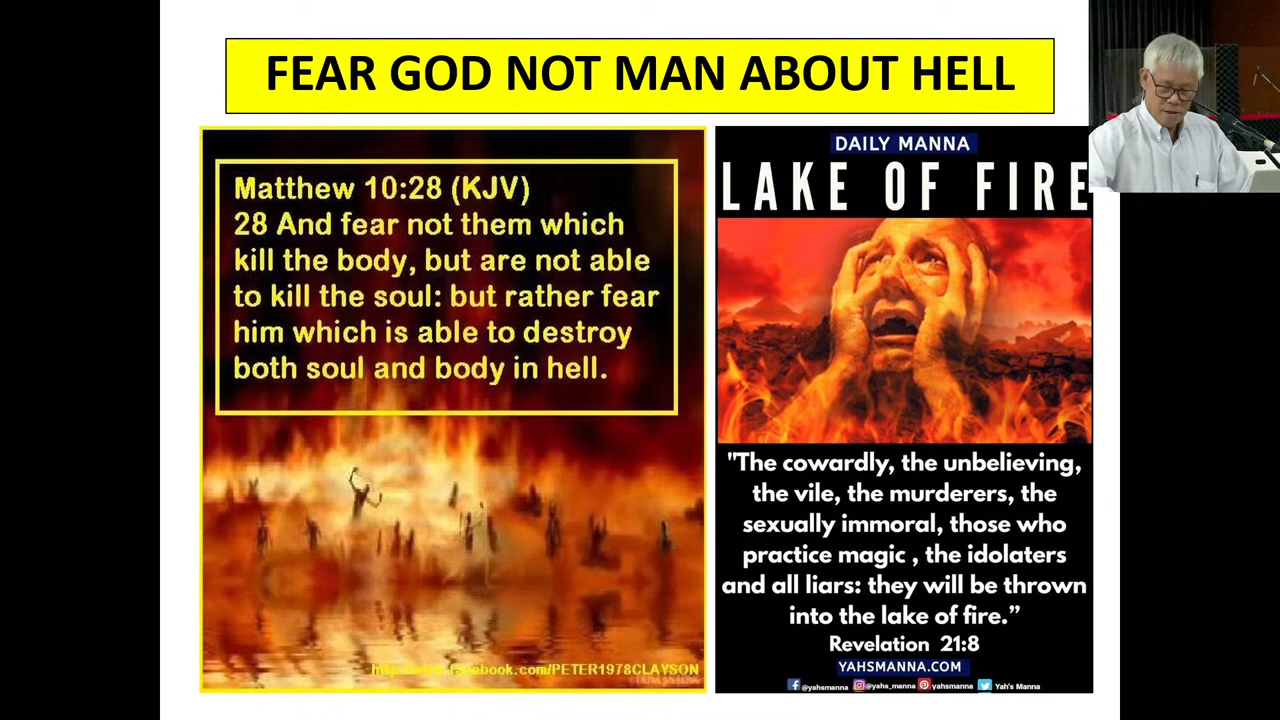 FEAR GOD NOT MAN ABOUT HELL
Matthew 10:28 (KJV)
28 And fear not them which
kill the body, but are not able
to kill the soul: but rather fear
him which is able to destroy
both soul and body in hell.
DAILY MANNA
LAKE OF FIRE
"The cowardly, the unbelieving,
the vile, the murderers, the
sexually immoral, those who
practice magic , the idolaters
and all liars: they will be thrown
into the lake of fire.”
Revelation 21:8
YAHSMANNA.COM
@yahsmanna @yahs_manna yahsmanna Yah's Manna